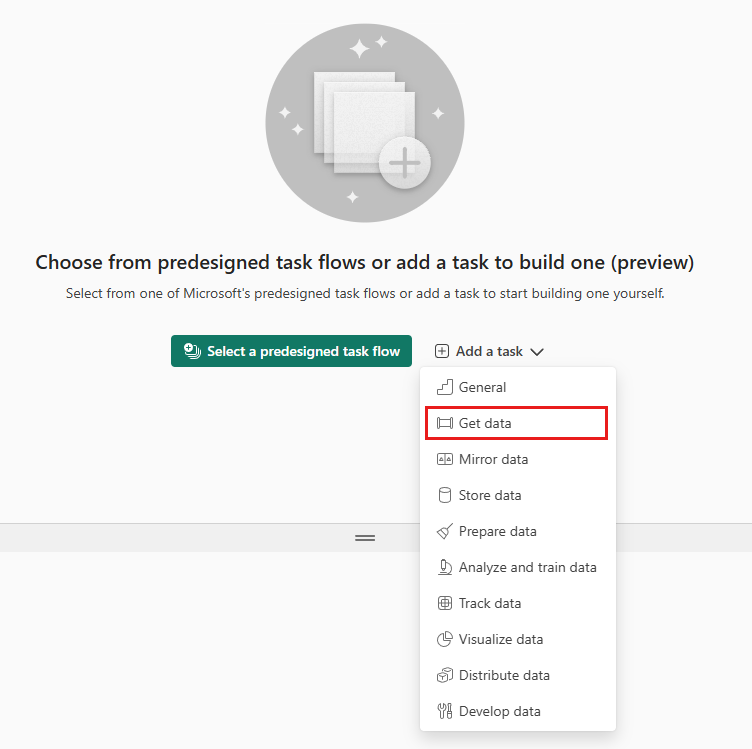 Choose from predesigned task flows or add a task to build one (preview)
Select from one of Microsoft's predesigned task flows or add a task to start building one yourself.
Select a predesigned task flow
Add a task
General
Get data
Mirror data
Store data
Prepare data
Analyze and train data
Track data
Visualize data
Distribute data
Develop data